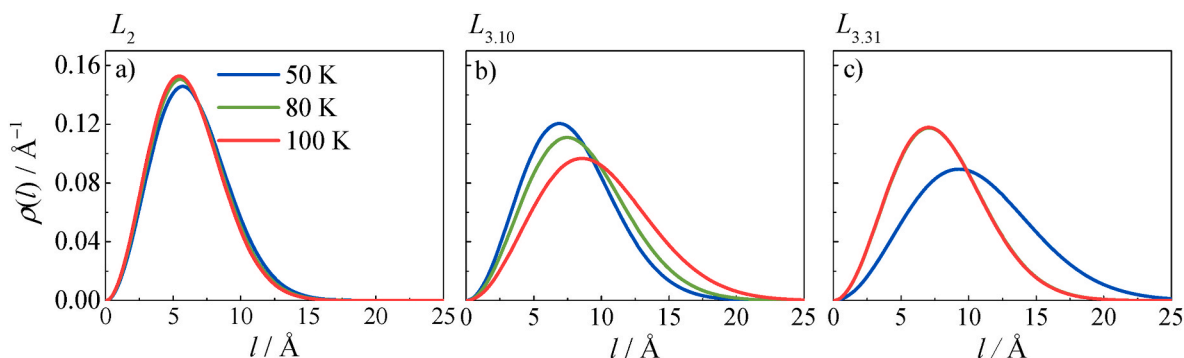 L2 L3.10 L3.31
a) b) c)
50 K
80 K
100 K
ρ(l) / Å−1
0.16
0.12
0.08
0.04
0.00
0 5 10 15 20 25 0 5 10 15 20 25 0 5 10 15 20 25
l / Å l / Å l / Å